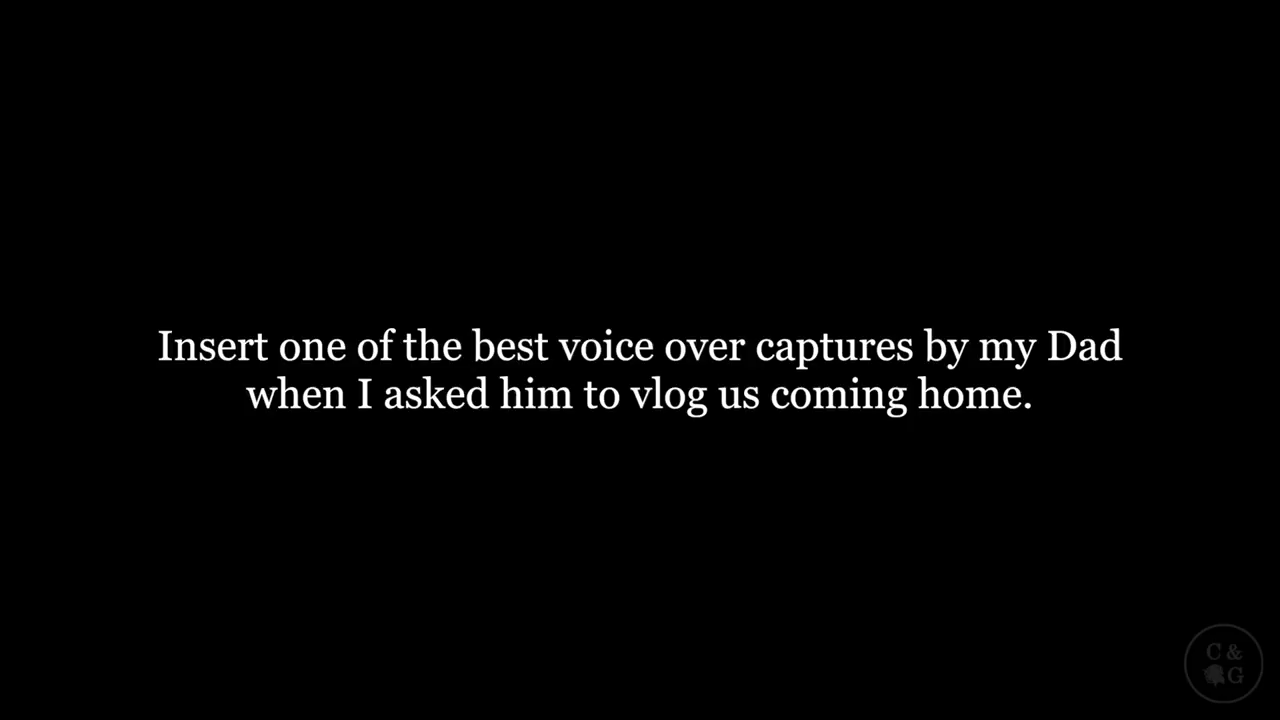 Insert one of the best voice over captures by my Dad
when I asked him to vlog us coming home.
C &
G